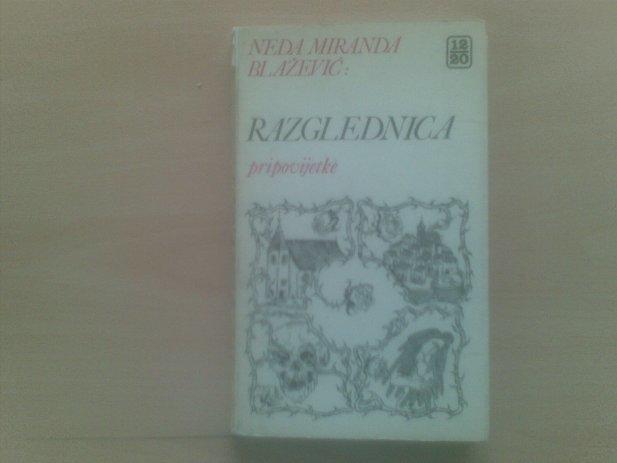 NEDA MIRANDA
BLAŽEVIĆ:
12
20
RAZGLEDNICA
pripovijetke